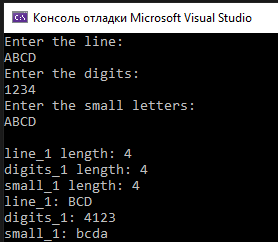 Консоль отладки Microsoft Visual Studio
Enter the line:
ABCD
Enter the digits:
1234
Enter the small letters:
ABCD
line_1 length: 4
digits_1 length: 4
small_1 length: 4
line_1: BCD
digits_1: 4123
small_1: bcda